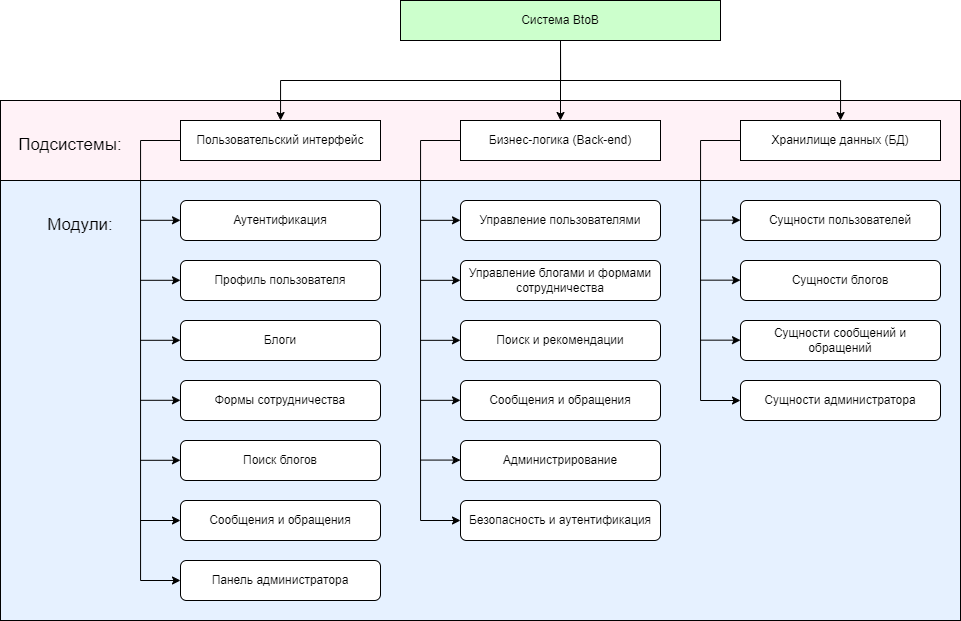 Система BtoB
Подсистемы:
Пользовательский интерфейс
Бизнес-логика (Back-end)
Хранилище данных (БД)
Модули:
Аутентификация
Профиль пользователя
Блоги
Формы сотрудничества
Поиск блогов
Сообщения и обращения
Панель администратора
Управление пользователями
Управление блогами и формами
сотрудничества
Поиск и рекомендации
Сообщения и обращения
Администрирование
Безопасность и аутентификация
Сущности пользователей
Сущности блогов
Сущности сообщений и
обращений
Сущности администратора